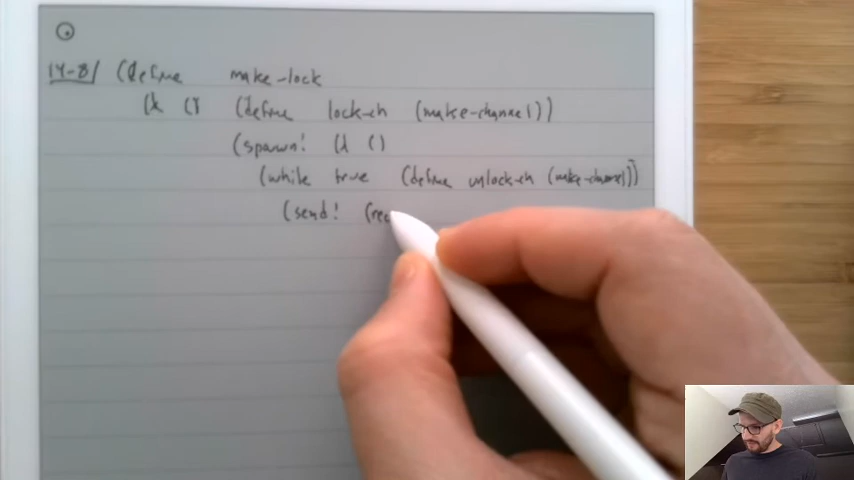 14-8/ (define make-lock
(λ () (define lock-ch (make-channel))
(spawn! (λ ()
(while true (define unlock-ch (make-channel))
(send! (rec